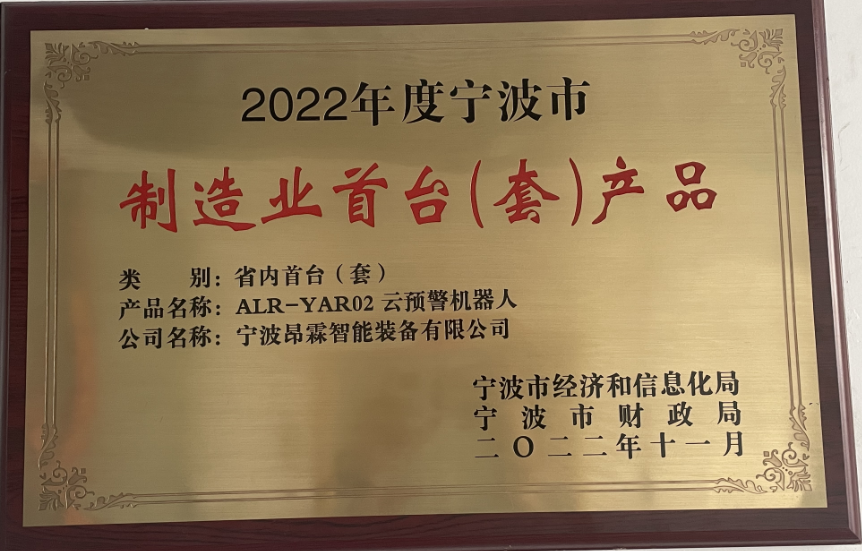 2022年度宁波市
制造业首台(套)产品
类　　别：省内首台（套）
产品名称：ALR-YAR02 云预警机器人
公司名称：宁波昂霖智能装备有限公司
宁波市经济和信息化局
宁波市财政局
二〇二二年十一月